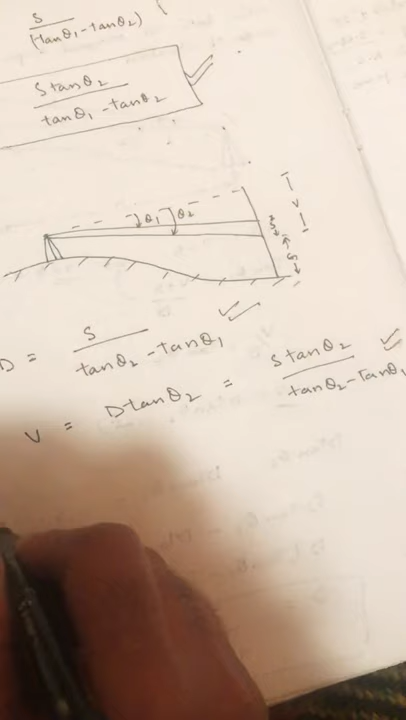 S
(tanθ₁ - tanθ₂)
S tanθ₂
tanθ₁ - tanθ₂
θ₁ θ₂
V
S
D = S / tanθ₂ - tanθ₁
V = D tanθ₂ = S tanθ₂ / tanθ₂ - tanθ₁